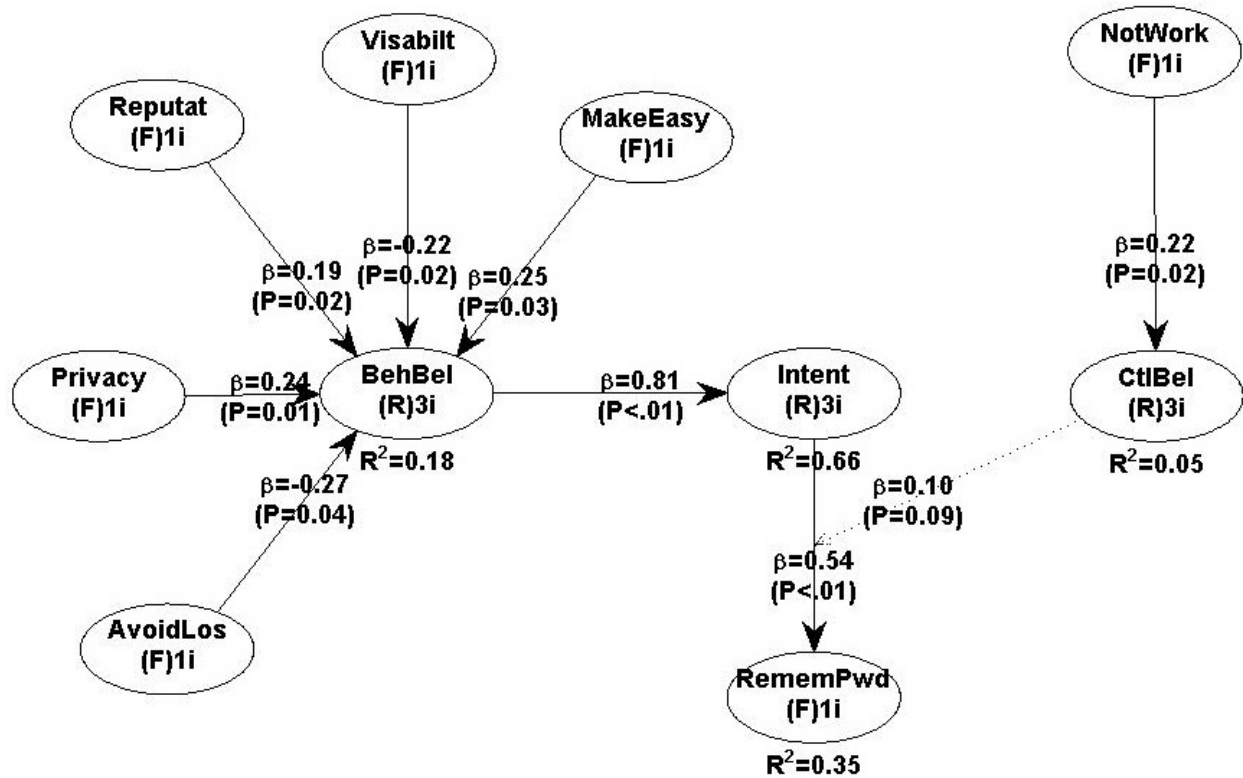 Visabilt
(F)1i
NotWork
(F)1i
Reputat
(F)1i
MakeEasy
(F)1i
β=0.19
(P=0.02)
β=-0.22
(P=0.02)
β=0.25
(P=0.03)
β=0.22
(P=0.02)
Privacy
(F)1i
β=0.24
(P=0.01)
BehBel
(R)3i
R²=0.18
β=0.81
(P<.01)
Intent
(R)3i
R²=0.66
CtlBel
(R)3i
R²=0.05
β=-0.27
(P=0.04)
β=0.10
(P=0.09)
β=0.54
(P<.01)
AvoidLos
(F)1i
RememPwd
(F)1i
R²=0.35